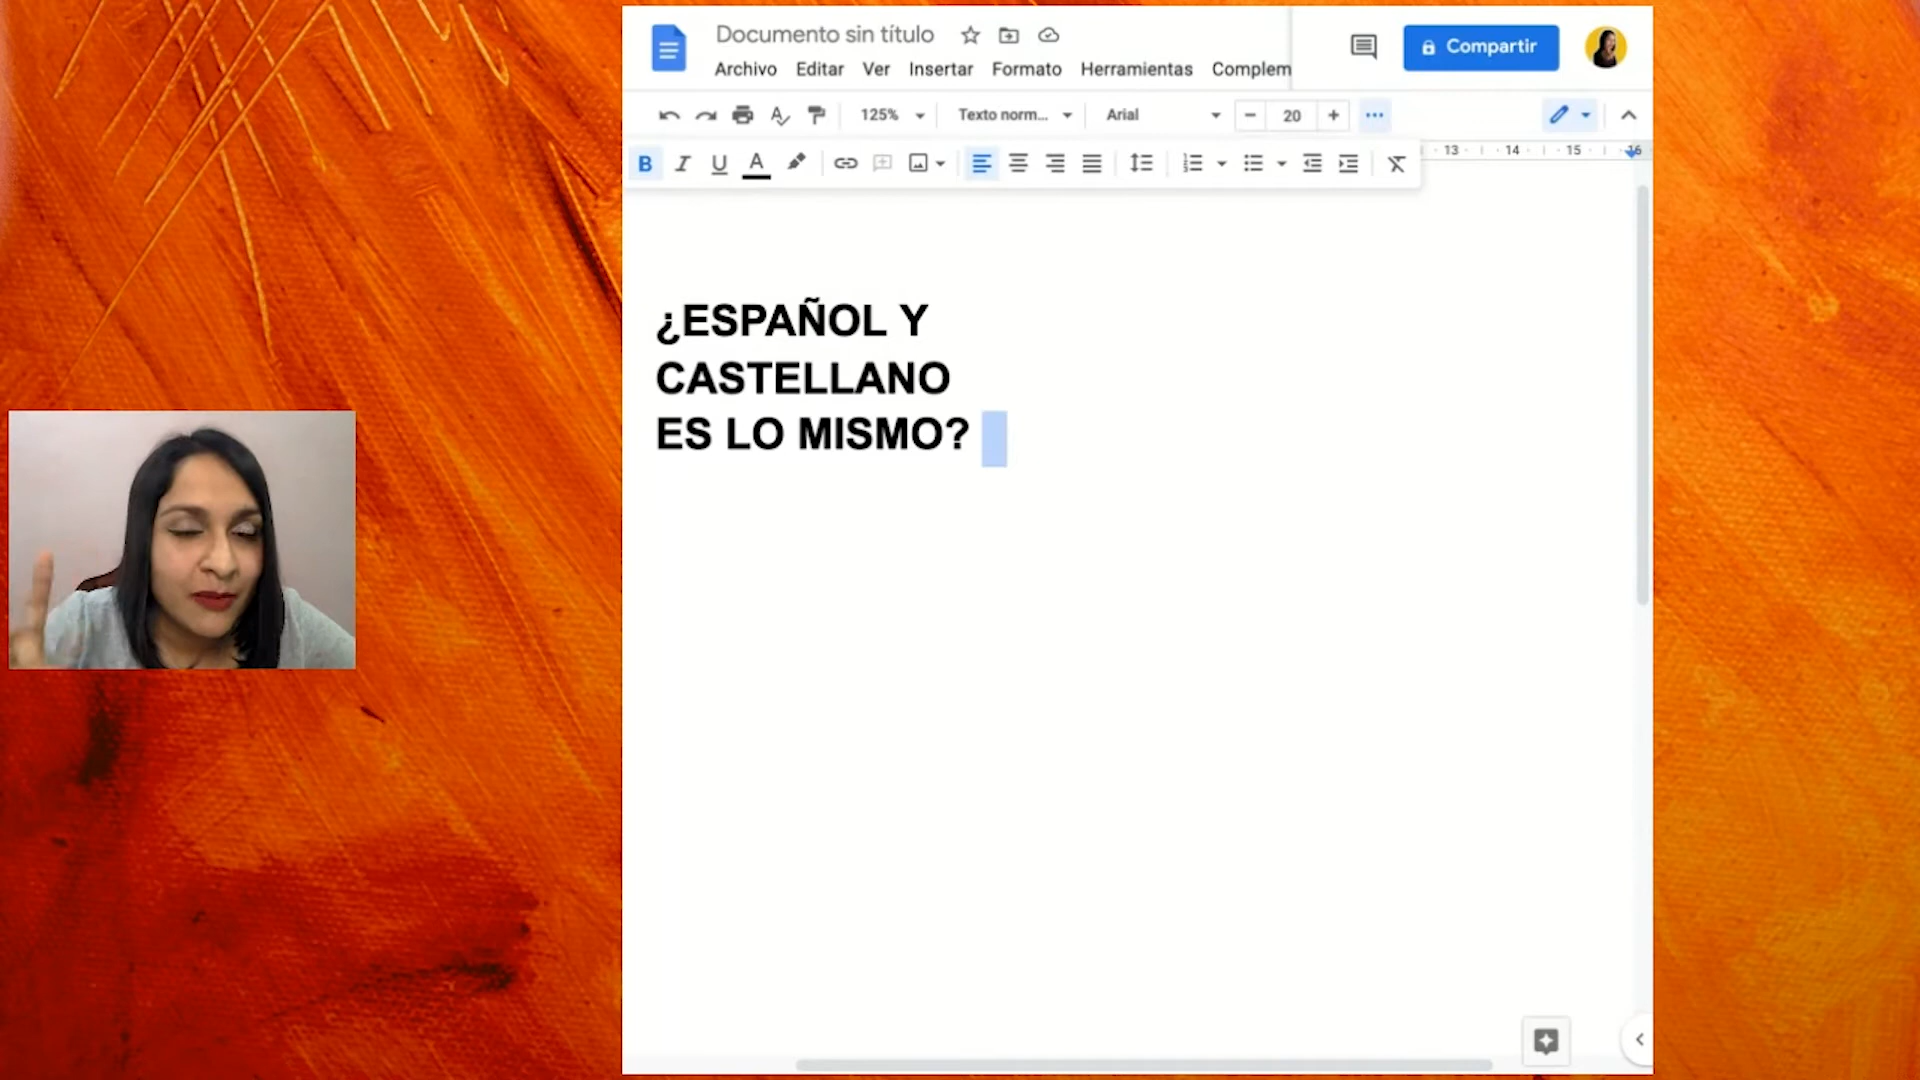 Documento sin título
Compartir
Archivo Editar Ver Insertar Formato Herramientas Complem
125% Texto norm... Arial 20
B I U A
13 14 15 16
¿ESPAÑOL Y
CASTELLANO
ES LO MISMO?